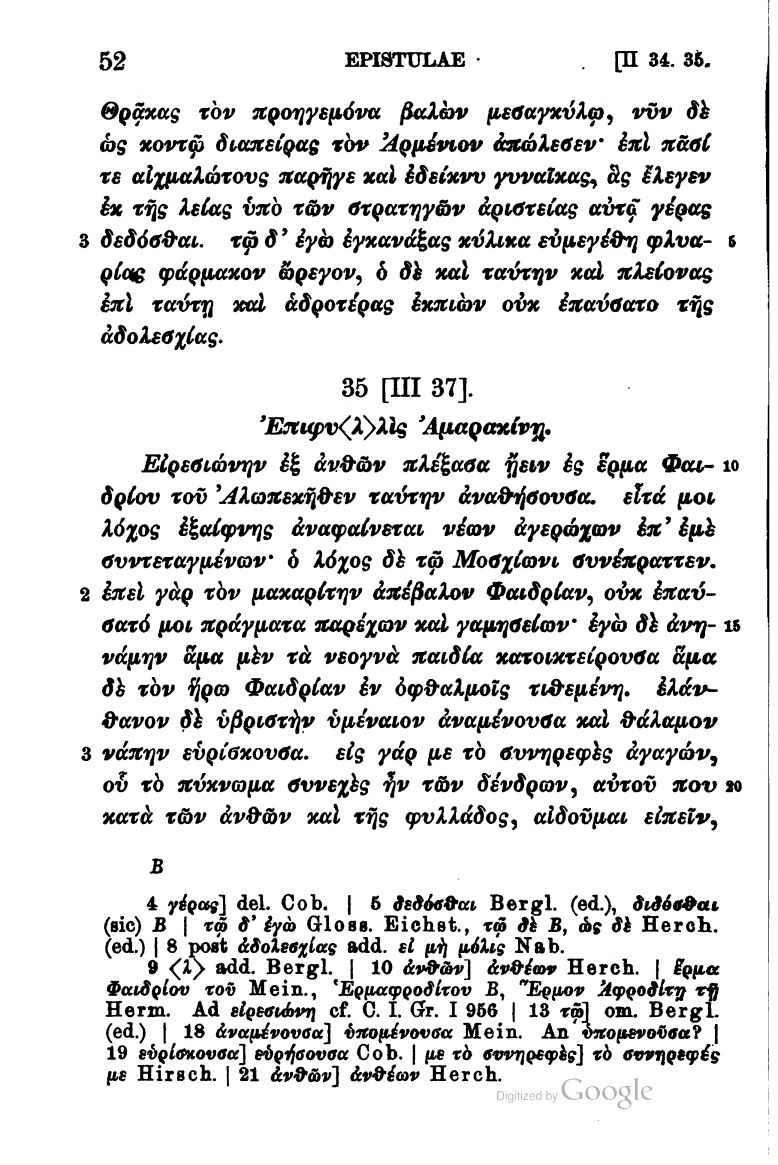 52 EPISTULAE [II 34. 35.
Θρᾷκας τὸν προηγεμόνα βαλὼν μεσαγκύλῳ, νῦν δὲ
ὡς κοντῷ διαπείρας τὸν Ἀρμένιον ἀπώλεσεν· ἐπὶ πᾶσί
τε αἰχμαλώτους παρῆγε καὶ ἐδείκνυ γυναῖκας, ἃς ἔλεγεν
ἐκ τῆς λείας ὑπὸ τῶν στρατηγῶν ἀριστείας αὐτῷ γέρας
3 δεδόσθαι. τῷ δ’ ἐγὼ ἐγκανάξας κύλικα εὐμεγέθη φλυα- 5
ρίας φάρμακον ὤρεγον, ὁ δὲ καὶ ταύτην καὶ πλείονας
ἐπὶ ταύτῃ καὶ ἁδροτέρας ἐκπιὼν οὐκ ἐπαύσατο τῆς
ἀδολεσχίας.
35 [III 37].
Ἐπιφυ⟨λ⟩λὶς Ἀμαρακίνῃ.
Εἰρεσιώνην ἐξ ἀνθῶν πλέξασα ᾔειν ἐς ἕρμα Φαι- 10
δρίου τοῦ Ἀλωπεκῆθεν ταύτην ἀναθήσουσα. εἶτά μοι
λόχος ἐξαίφνης ἀναφαίνεται νέων ἀγερώχων ἐπ’ ἐμὲ
συντεταγμένων· ὁ λόχος δὲ τῷ Μοσχίωνι συνέπραττεν.
2 ἐπεὶ γὰρ τὸν μακαρίτην ἀπέβαλον Φαιδρίαν, οὐκ ἐπαύ-
σατό μοι πράγματα παρέχων καὶ γαμησείων· ἐγὼ δὲ ἀνη- 15
νάμην ἅμα μὲν τὰ νεογνὰ παιδία κατοικτείρουσα ἅμα
δὲ τὸν ἥρω Φαιδρίαν ἐν ὀφθαλμοῖς τιθεμένη. ἐλάν-
θανον δὲ ὑβριστὴν ὑμέναιον ἀναμένουσα καὶ θάλαμον
3 νάπην εὑρίσκουσα. εἰς γάρ με τὸ συνηρεφὲς ἀγαγών,
οὗ τὸ πύκνωμα συνεχὲς ἦν τῶν δένδρων, αὐτοῦ που 20
κατὰ τῶν ἀνθῶν καὶ τῆς φυλλάδος, αἰδοῦμαι εἰπεῖν,
B
4 γέρας] del. Cob. | 5 δεδόσθαι Bergl. (ed.), διδόσθαι
(sic) B | τῷ δ’ ἐγὼ Gloss. Eichst., τῷ δὲ B, ὡς δὲ Herch.
(ed.) | 8 post ἀδολεσχίας add. εἰ μὴ μόλις Nab.
9 ⟨λ⟩ add. Bergl. | 10 ἀνθῶν] ἀνθέων Herch. | ἕρμα
Φαιδρίου τοῦ Mein., Ἑρμαφροδίτου B, Ἕρμον Ἀφροδίτῃ τῇ
Herm. Ad εἰρεσιώνη cf. C. I. Gr. I 956 | 13 τῷ] om. Bergl.
(ed.) | 18 ἀναμένουσα] ὑπομένουσα Mein. An ὑπομενοῦσα? |
19 εὑρίσκουσα] εὑρήσουσα Cob. | με τὸ συνηρεφὲς] τὸ συνηρεφές
με Hirsch. | 21 ἀνθῶν] ἀνθέων Herch.
Digitized by Google